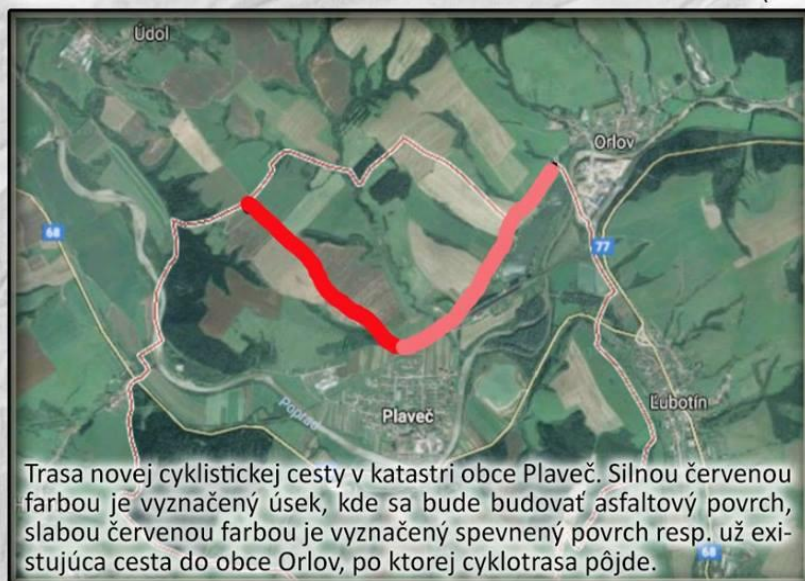 Údol
Orlov
68
77
Poprad
Plaveč
Ľubotín
Trasa novej cyklistickej cesty v katastri obce Plaveč. Silnou červenou
farbou je vyznačený úsek, kde sa bude budovať asfaltový povrch,
slabou červenou farbou je vyznačený spevnený povrch resp. už exi-
stujúca cesta do obce Orlov, po ktorej cyklotrasa pôjde.
68